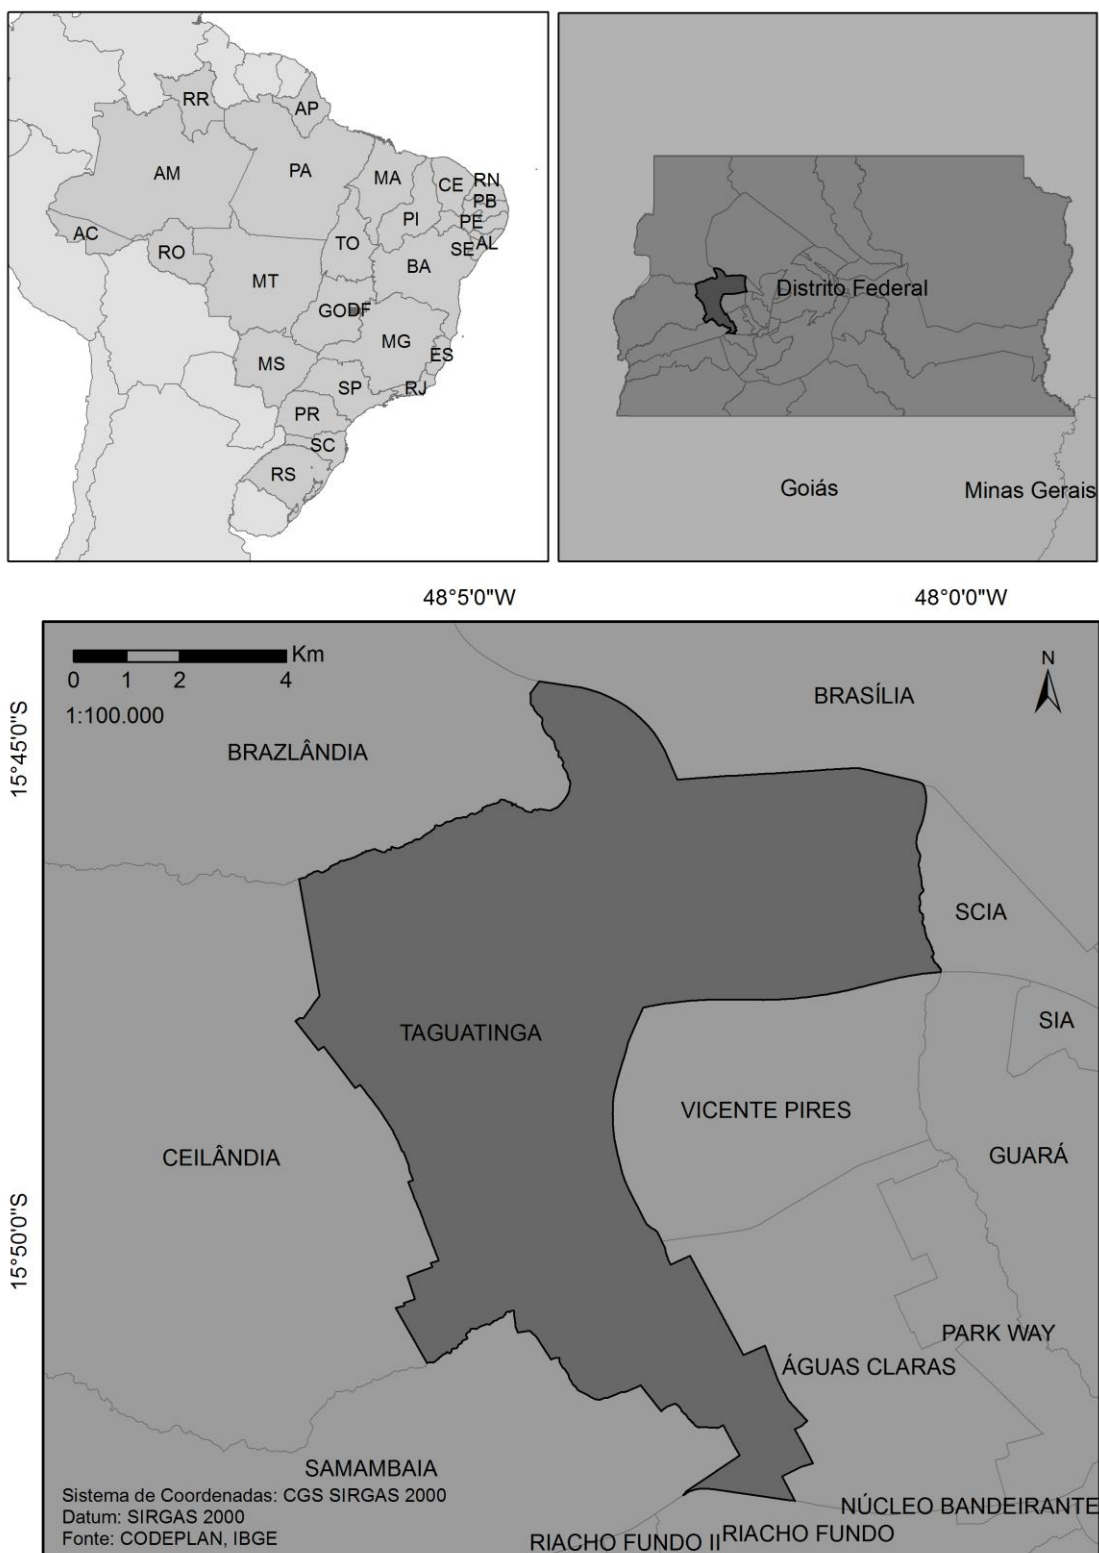 RR
AP
AM
PA
MA
CE
RN
PB
PI
PE
AC
TO
AL
RO
SE
BA
MT
GO
DF
MG
ES
MS
SP
RJ
PR
SC
RS
Distrito Federal
Goiás
Minas Gerais
48°5'0"W
48°0'0"W
Km
0 1 2 4
1:100.000
N
15°45'0"S
BRASÍLIA
BRAZLÂNDIA
SCIA
SIA
TAGUATINGA
VICENTE PIRES
GUARÁ
CEILÂNDIA
15°50'0"S
PARK WAY
ÁGUAS CLARAS
SAMAMBAIA
Sistema de Coordenadas: CGS SIRGAS 2000
Datum: SIRGAS 2000
Fonte: CODEPLAN, IBGE
NÚCLEO BANDEIRANTE
RIACHO FUNDO II
RIACHO FUNDO